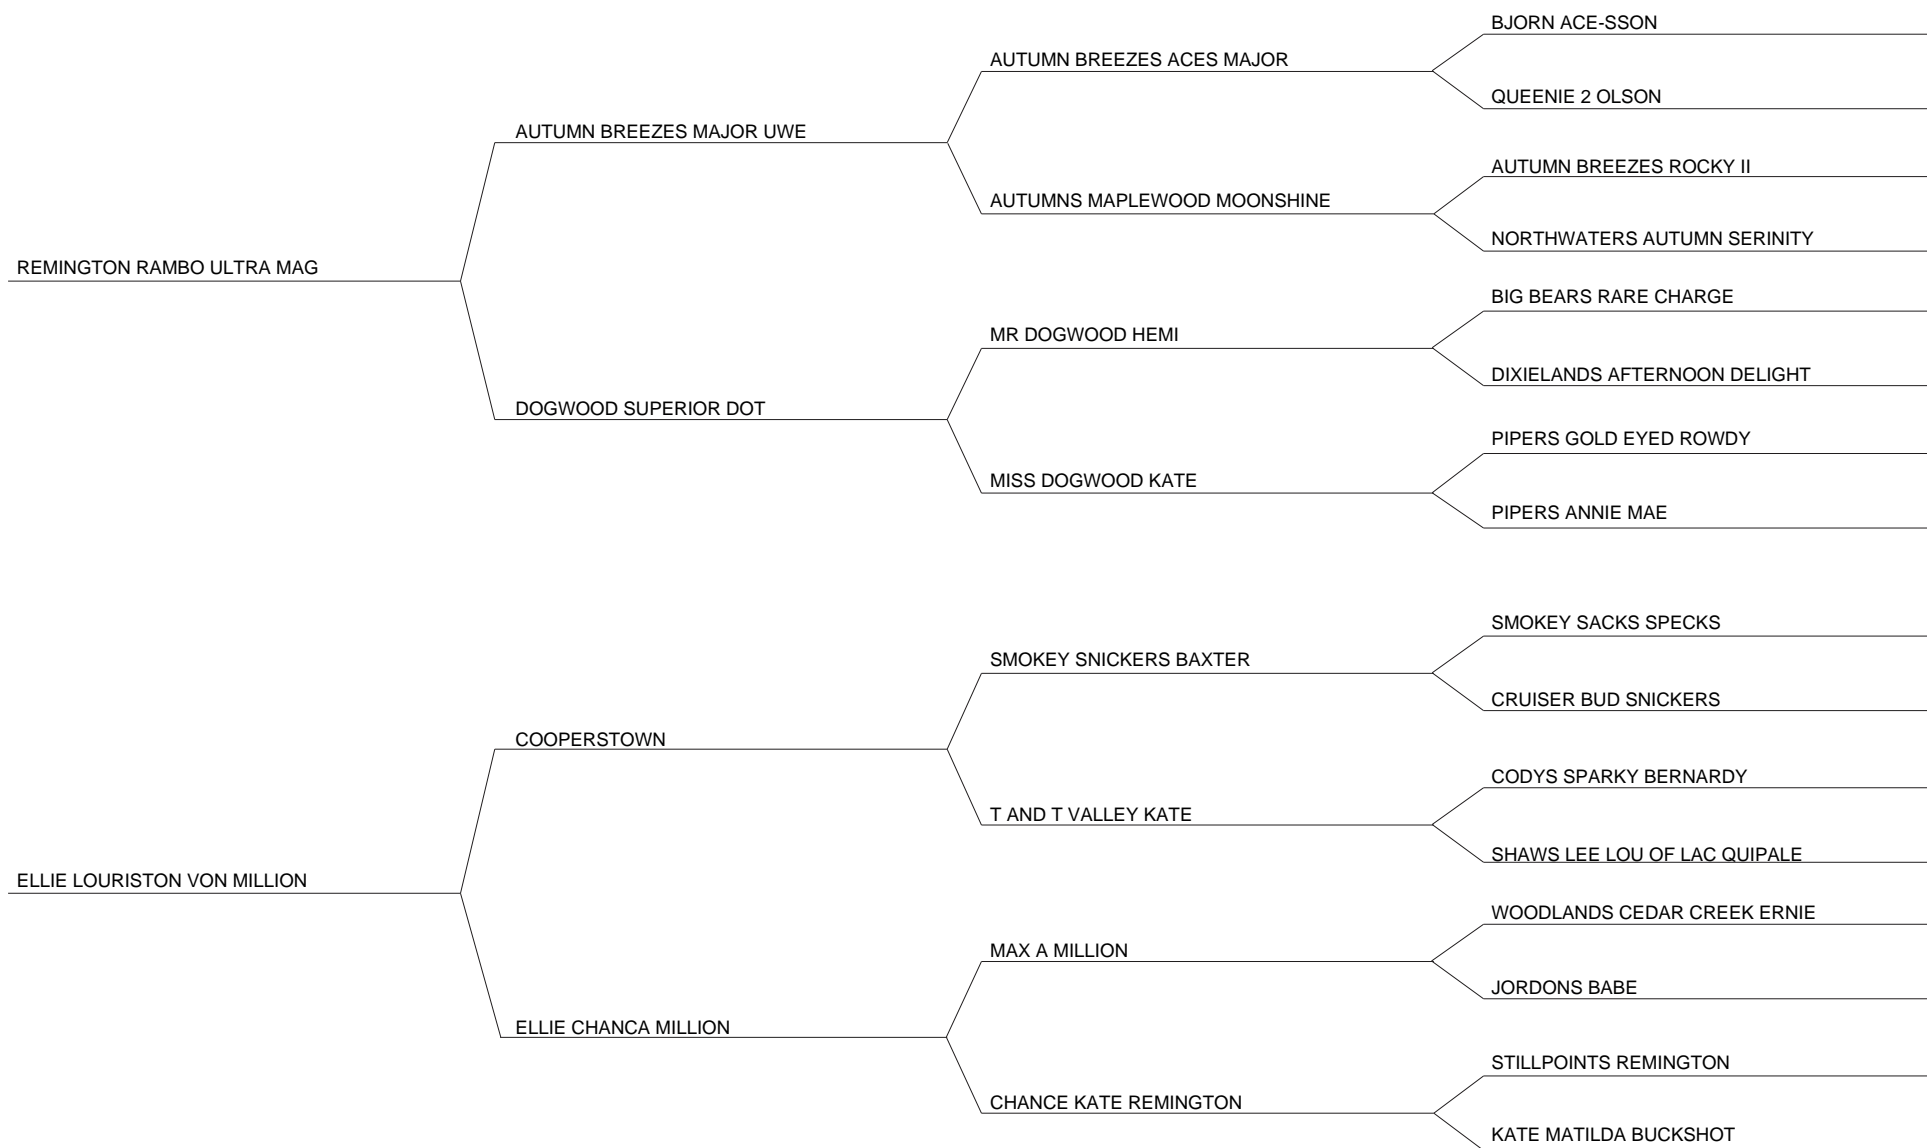 BJORN ACE-SSON
AUTUMN BREEZES ACES MAJOR
QUEENIE 2 OLSON
AUTUMN BREEZES MAJOR UWE
AUTUMN BREEZES ROCKY II
AUTUMNS MAPLEWOOD MOONSHINE
NORTHWATERS AUTUMN SERINITY
REMINGTON RAMBO ULTRA MAG
BIG BEARS RARE CHARGE
MR DOGWOOD HEMI
DIXIELANDS AFTERNOON DELIGHT
DOGWOOD SUPERIOR DOT
PIPERS GOLD EYED ROWDY
MISS DOGWOOD KATE
PIPERS ANNIE MAE
SMOKEY SACKS SPECKS
SMOKEY SNICKERS BAXTER
CRUISER BUD SNICKERS
COOPERSTOWN
CODYS SPARKY BERNARDY
T AND T VALLEY KATE
SHAWS LEE LOU OF LAC QUIPALE
ELLIE LOURISTON VON MILLION
WOODLANDS CEDAR CREEK ERNIE
MAX A MILLION
JORDONS BABE
ELLIE CHANCA MILLION
STILLPOINTS REMINGTON
CHANCE KATE REMINGTON
KATE MATILDA BUCKSHOT